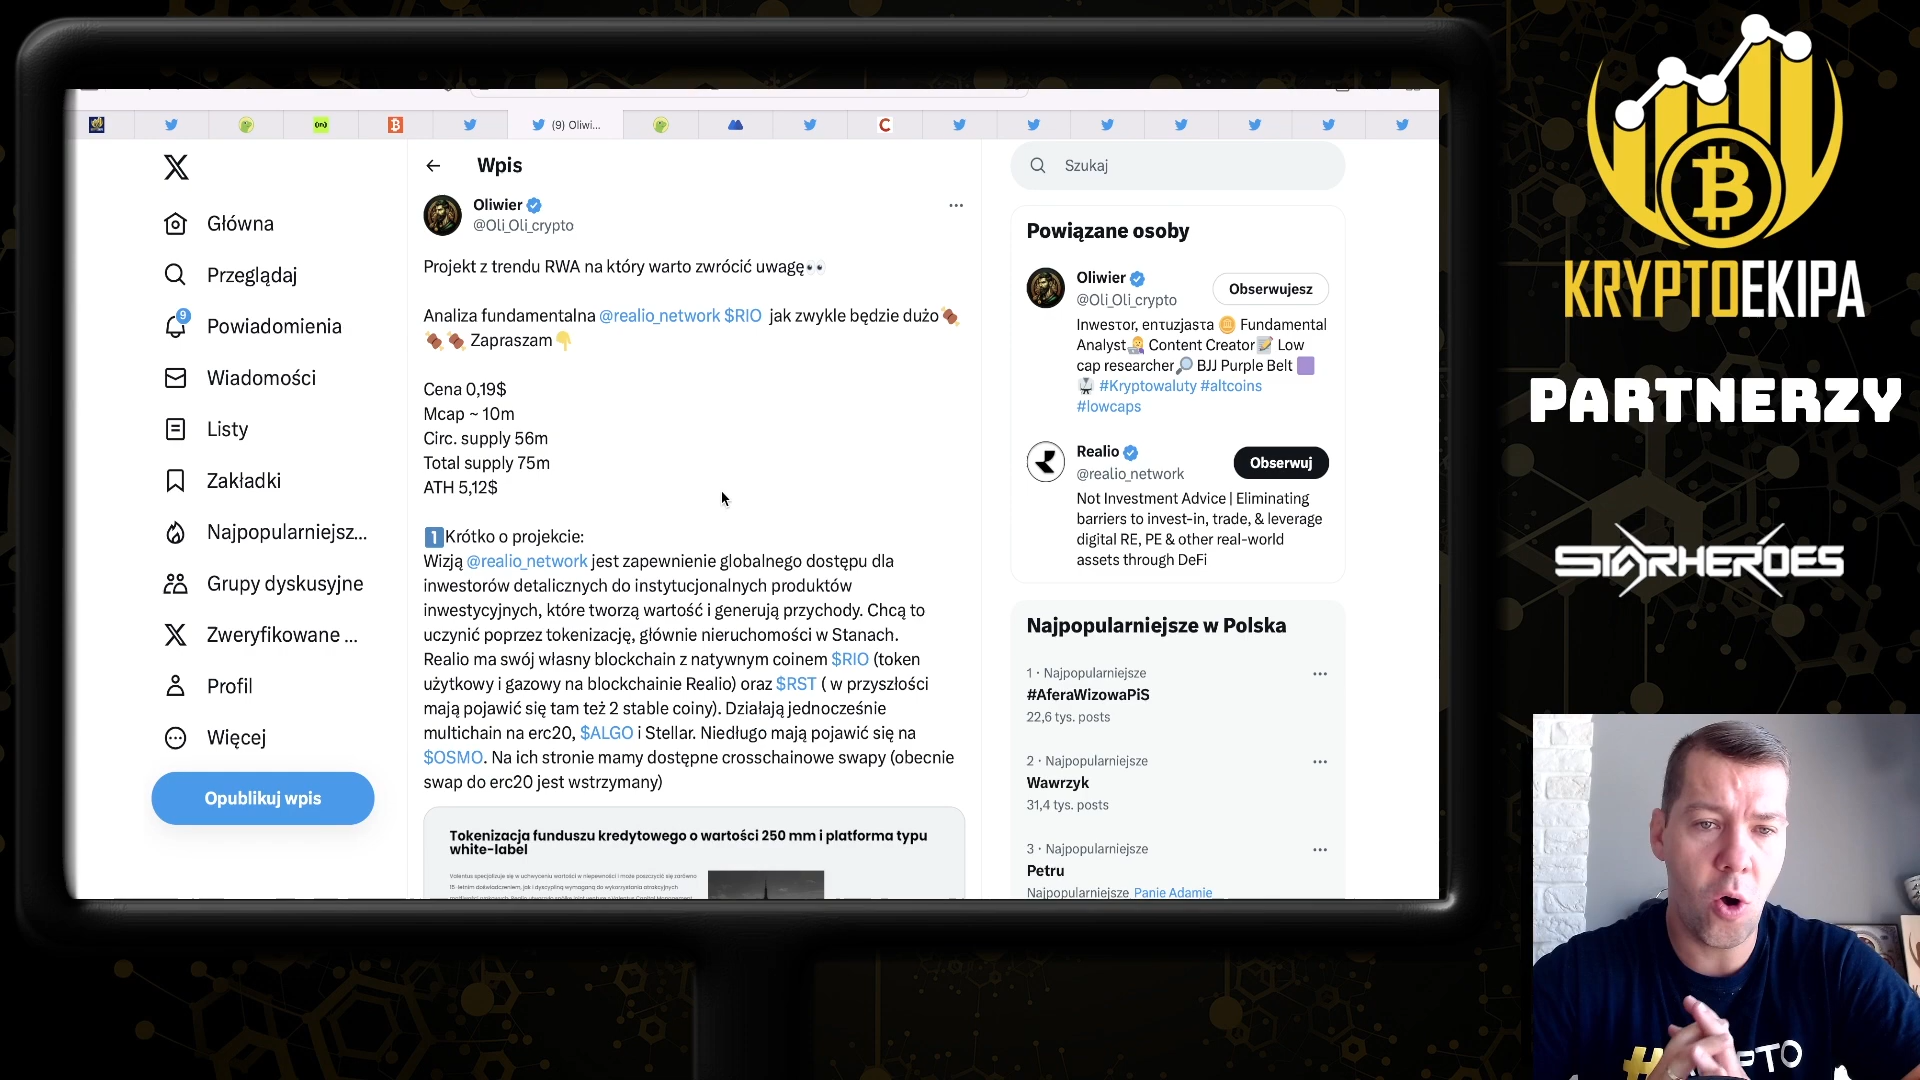 (9) Oliwi...
Główna
Przeglądaj
9
Powiadomienia
Wiadomości
Listy
Zakładki
Najpopularniejsz...
Grupy dyskusyjne
Zweryfikowane ...
Profil
Więcej
Opublikuj wpis
Wpis
Oliwier
@Oli_Oli_crypto
Projekt z trendu RWA na który warto zwrócić uwagę👀
Analiza fundamentalna @realio_network $RIO jak zwykle będzie dużo🍫
🍫 🍫 Zapraszam👇
Cena 0,19$
Mcap ~ 10m
Circ. supply 56m
Total supply 75m
ATH 5,12$
1️⃣Krótko o projekcie:
Wizją @realio_network jest zapewnienie globalnego dostępu dla
inwestorów detalicznych do instytucjonalnych produktów
inwestycyjnych, które tworzą wartość i generują przychody. Chcą to
uczynić poprzez tokenizację, głównie nieruchomości w Stanach.
Realio ma swój własny blockchain z natywnym coinem $RIO (token
użytkowy i gazowy na blockchainie Realio) oraz $RST ( w przyszłości
mają pojawić się tam też 2 stable coiny). Działają jednocześnie
multichain na erc20, $ALGO i Stellar. Niedługo mają pojawić się na
$OSMO. Na ich stronie mamy dostępne crosschainowe swapy (obecnie
swap do erc20 jest wstrzymany)
Tokenizacja funduszu kredytowego o wartości 250 mm i platforma typu
white-label
Szukaj
Powiązane osoby
Oliwier
@Oli_Oli_crypto
Obserwujesz
Inwesтor, enтuzjasтa 🪙 Fundamental
Analyst Content Creator📝 Low
cap researcher🔎 BJJ Purple Belt 🟪
🥋 #Kryptowaluty #altcoins
#lowcaps
Realio
@realio_network
Obserwuj
Not Investment Advice | Eliminating
barriers to invest-in, trade, & leverage
digital RE, PE & other real-world
assets through DeFi
Najpopularniejsze w Polska
1 · Najpopularniejsze
#AferaWizowaPiS
22,6 tys. posts
2 · Najpopularniejsze
Wawrzyk
31,4 tys. posts
3 · Najpopularniejsze
Petru
Najpopularniejsze Panie Adamie
KRYPTOEKIPA
PARTNERZY
STARHEROES